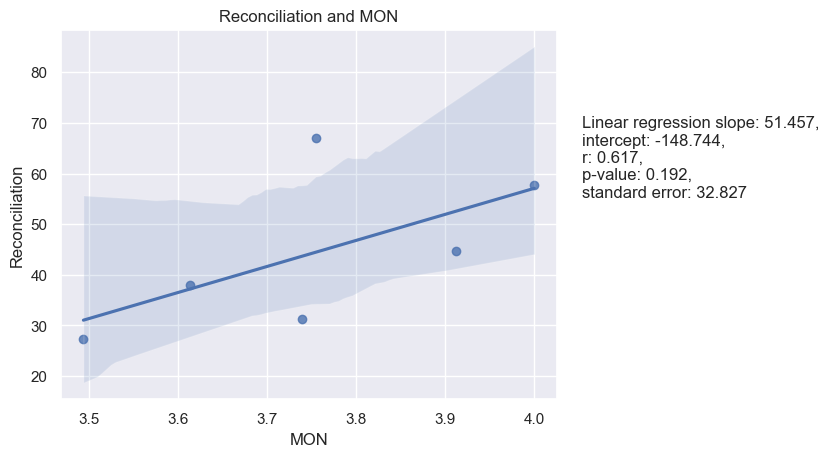 Reconciliation and MON
80
70
60
50
40
30
20
Reconciliation
3.5 3.6 3.7 3.8 3.9 4.0
MON
Linear regression slope: 51.457,
intercept: -148.744,
r: 0.617,
p-value: 0.192,
standard error: 32.827